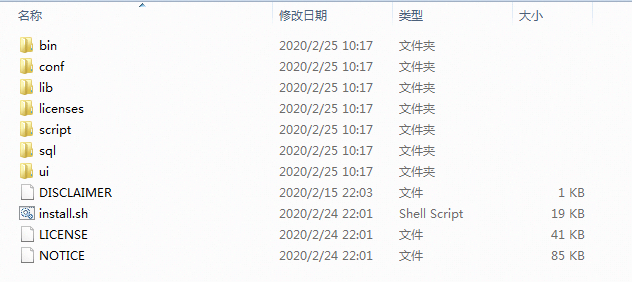 名称 修改日期 类型 大小
bin 2020/2/25 10:17 文件夹
conf 2020/2/25 10:17 文件夹
lib 2020/2/25 10:17 文件夹
licenses 2020/2/25 10:17 文件夹
script 2020/2/25 10:17 文件夹
sql 2020/2/25 10:17 文件夹
ui 2020/2/25 10:17 文件夹
DISCLAIMER 2020/2/15 22:03 文件 1 KB
install.sh 2020/2/24 22:01 Shell Script 19 KB
LICENSE 2020/2/24 22:01 文件 41 KB
NOTICE 2020/2/24 22:01 文件 85 KB